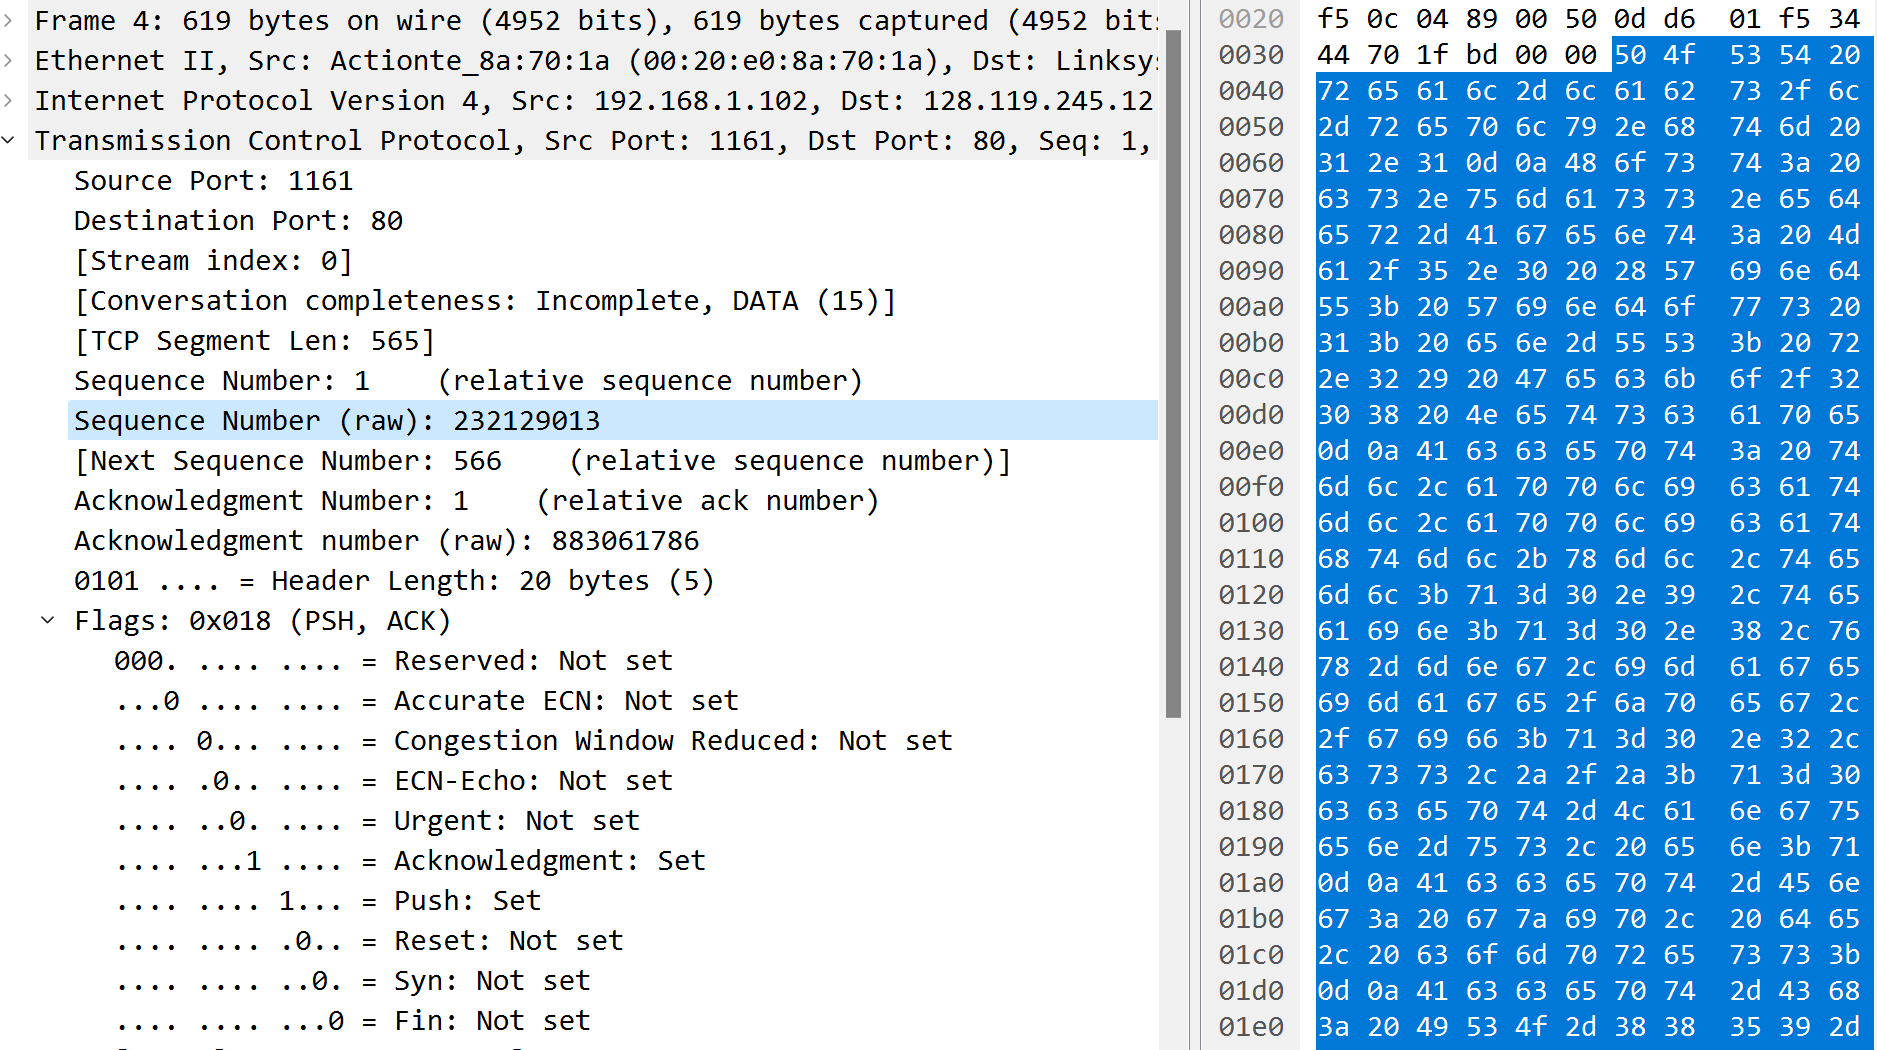 Frame 4: 619 bytes on wire (4952 bits), 619 bytes captured (4952 bits
Ethernet II, Src: Actionte_8a:70:1a (00:20:e0:8a:70:1a), Dst: Linksys
Internet Protocol Version 4, Src: 192.168.1.102, Dst: 128.119.245.12
Transmission Control Protocol, Src Port: 1161, Dst Port: 80, Seq: 1,
Source Port: 1161
Destination Port: 80
[Stream index: 0]
[Conversation completeness: Incomplete, DATA (15)]
[TCP Segment Len: 565]
Sequence Number: 1    (relative sequence number)
Sequence Number (raw): 232129013
[Next Sequence Number: 566    (relative sequence number)]
Acknowledgment Number: 1    (relative ack number)
Acknowledgment number (raw): 883061786
0101 .... = Header Length: 20 bytes (5)
Flags: 0x018 (PSH, ACK)
000. .... .... = Reserved: Not set
...0 .... .... = Accurate ECN: Not set
.... 0... .... = Congestion Window Reduced: Not set
.... .0.. .... = ECN-Echo: Not set
.... ..0. .... = Urgent: Not set
.... ...1 .... = Acknowledgment: Set
.... .... 1... = Push: Set
.... .... .0.. = Reset: Not set
.... .... ..0. = Syn: Not set
.... .... ...0 = Fin: Not set
0020 f5 0c 04 89 00 50 0d d6 01 f5 34
0030 44 70 1f bd 00 00 50 4f 53 54 20
0040 72 65 61 6c 2d 6c 61 62 73 2f 6c
0050 2d 72 65 70 6c 79 2e 68 74 6d 20
0060 31 2e 31 0d 0a 48 6f 73 74 3a 20
0070 63 73 2e 75 6d 61 73 73 2e 65 64
0080 65 72 2d 41 67 65 6e 74 3a 20 4d
0090 61 2f 35 2e 30 20 28 57 69 6e 64
00a0 55 3b 20 57 69 6e 64 6f 77 73 20
00b0 31 3b 20 65 6e 2d 55 53 3b 20 72
00c0 2e 32 29 20 47 65 63 6b 6f 2f 32
00d0 30 38 20 4e 65 74 73 63 61 70 65
00e0 0d 0a 41 63 63 65 70 74 3a 20 74
00f0 6d 6c 2c 61 70 70 6c 69 63 61 74
0100 6d 6c 2c 61 70 70 6c 69 63 61 74
0110 68 74 6d 6c 2b 78 6d 6c 2c 74 65
0120 6d 6c 3b 71 3d 30 2e 39 2c 74 65
0130 61 69 6e 3b 71 3d 30 2e 38 2c 76
0140 78 2d 6d 6e 67 2c 69 6d 61 67 65
0150 69 6d 61 67 65 2f 6a 70 65 67 2c
0160 2f 67 69 66 3b 71 3d 30 2e 32 2c
0170 63 73 73 2c 2a 2f 2a 3b 71 3d 30
0180 63 63 65 70 74 2d 4c 61 6e 67 75
0190 65 6e 2d 75 73 2c 20 65 6e 3b 71
01a0 0d 0a 41 63 63 65 70 74 2d 45 6e
01b0 67 3a 20 67 7a 69 70 2c 20 64 65
01c0 2c 20 63 6f 6d 70 72 65 73 73 3b
01d0 0d 0a 41 63 63 65 70 74 2d 43 68
01e0 3a 20 49 53 4f 2d 38 38 35 39 2d